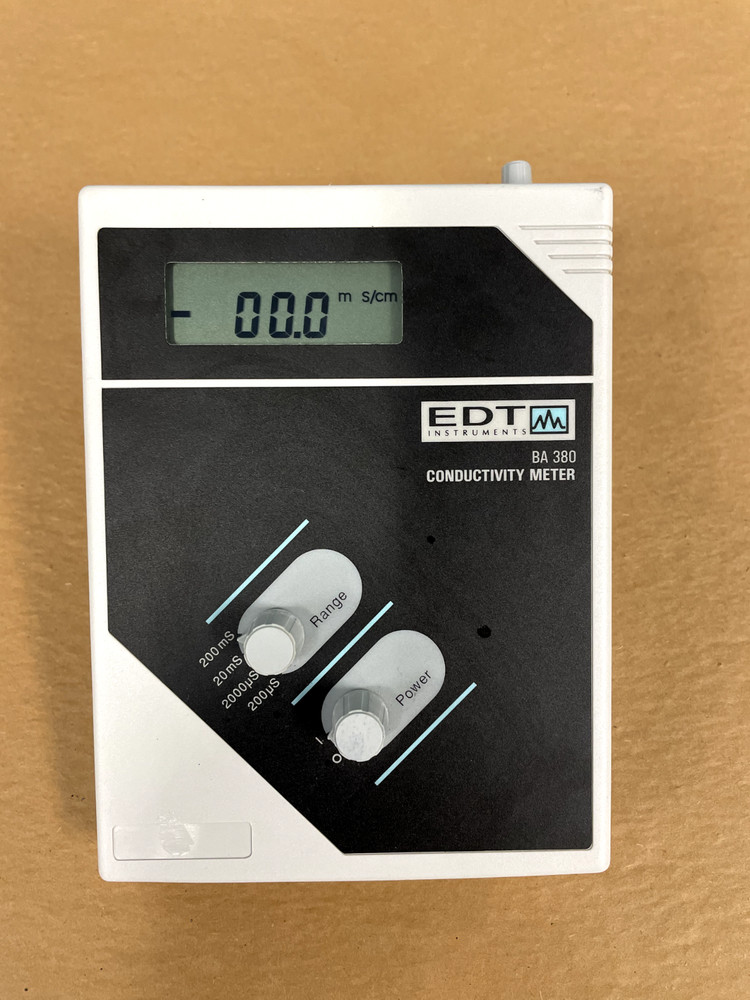 - 00.0 m S/cm
EDT
INSTRUMENTS
BA 380
CONDUCTIVITY METER
Range
200mS
20mS
2000µS
200µS
Power
I
O